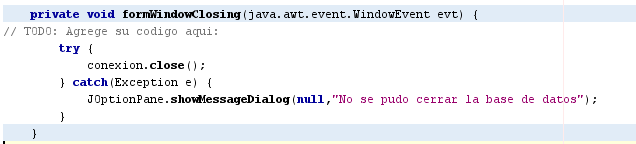 private void formWindowClosing(java.awt.event.WindowEvent evt) {
// TODO: Agrege su codigo aqui:
try {
conexion.close();
} catch(Exception e) {
JOptionPane.showMessageDialog(null,"No se pudo cerrar la base de datos");
}
}